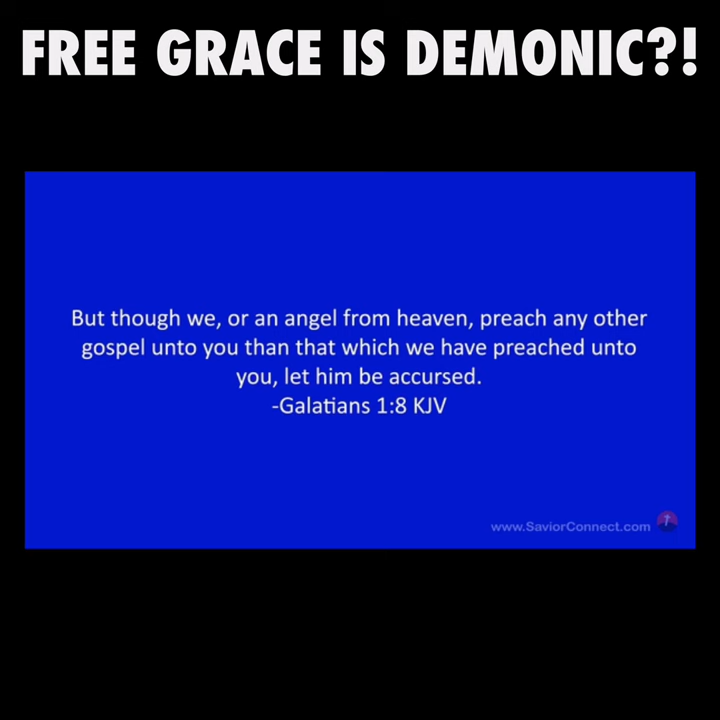 FREE GRACE IS DEMONIC?!
But though we, or an angel from heaven, preach any other
gospel unto you than that which we have preached unto
you, let him be accursed.
-Galatians 1:8 KJV
www.SaviorConnect.com